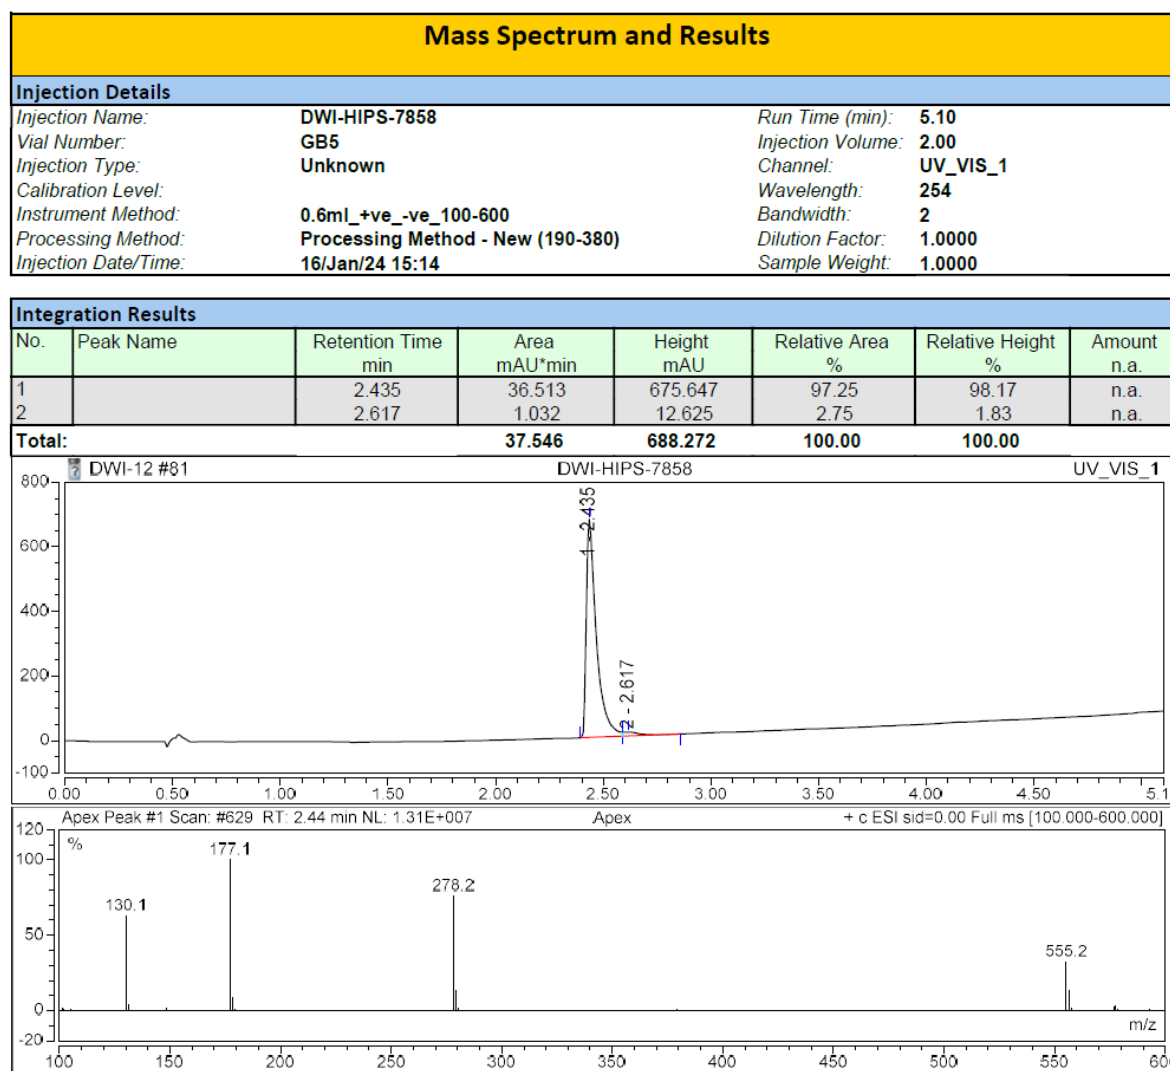 Mass Spectrum and Results
Injection Details
Injection Name: DWI-HIPS-7858 Run Time (min): 5.10
Vial Number: GB5 Injection Volume: 2.00
Injection Type: Unknown Channel: UV_VIS_1
Calibration Level: Wavelength: 254
Instrument Method: 0.6ml_+ve_-ve_100-600 Bandwidth: 2
Processing Method: Processing Method - New (190-380) Dilution Factor: 1.0000
Injection Date/Time: 16/Jan/24 15:14 Sample Weight: 1.0000
Integration Results
No. Peak Name Retention Time Area Height Relative Area Relative Height Amount
min mAU*min mAU % % n.a.
1 2.435 36.513 675.647 97.25 98.17 n.a.
2 2.617 1.032 12.625 2.75 1.83 n.a.
Total: 37.546 688.272 100.00 100.00
DWI-12 #81 DWI-HIPS-7858 UV_VIS_1
800
600
400
200
0
-100
1 - 2.435
2 - 2.617
0.00 0.50 1.00 1.50 2.00 2.50 3.00 3.50 4.00 4.50 5.1
Apex Peak #1 Scan: #629 RT: 2.44 min NL: 1.31E+007 Apex + c ESI sid=0.00 Full ms [100.000-600.000]
120
%
100
50
0
-20
130.1
177.1
278.2
555.2
m/z
100 150 200 250 300 350 400 450 500 550 600